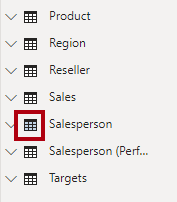 Product
Region
Reseller
Sales
Salesperson
Salesperson (Perf...
Targets